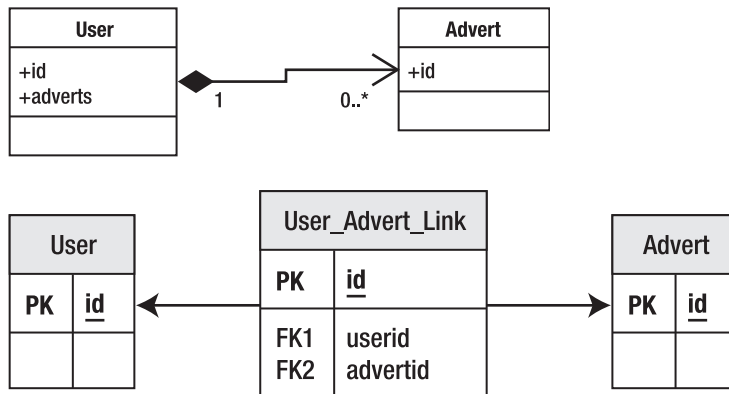 User
+id
+adverts
1
0..*
Advert
+id
User
PK id
User_Advert_Link
PK id
FK1 userid
FK2 advertid
Advert
PK id